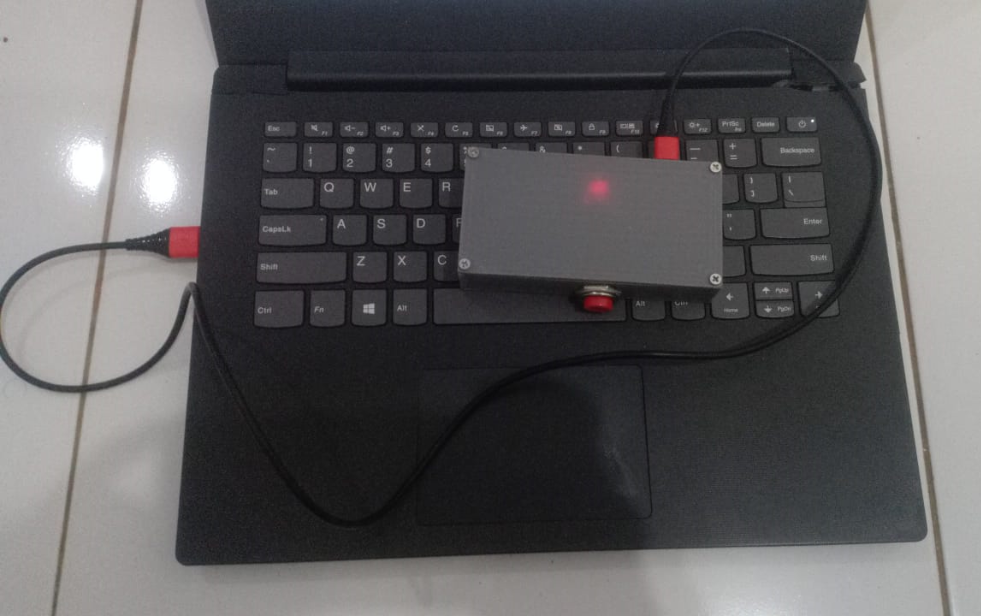 Esc F1 F2 F3 F4 F5 F6 F7 F8 F9 F10 F12 PrtSc Delete
~ ! @ # $ & * ( — +
` 1 2 3 4 - = Backspace
Tab Q W E R } |
] \
CapsLk A S D F " Enter
'
Shift Z X C Shift
Ctrl Fn Alt Alt Ctrl ← Home ↑ PgUp ↓ PgDn →